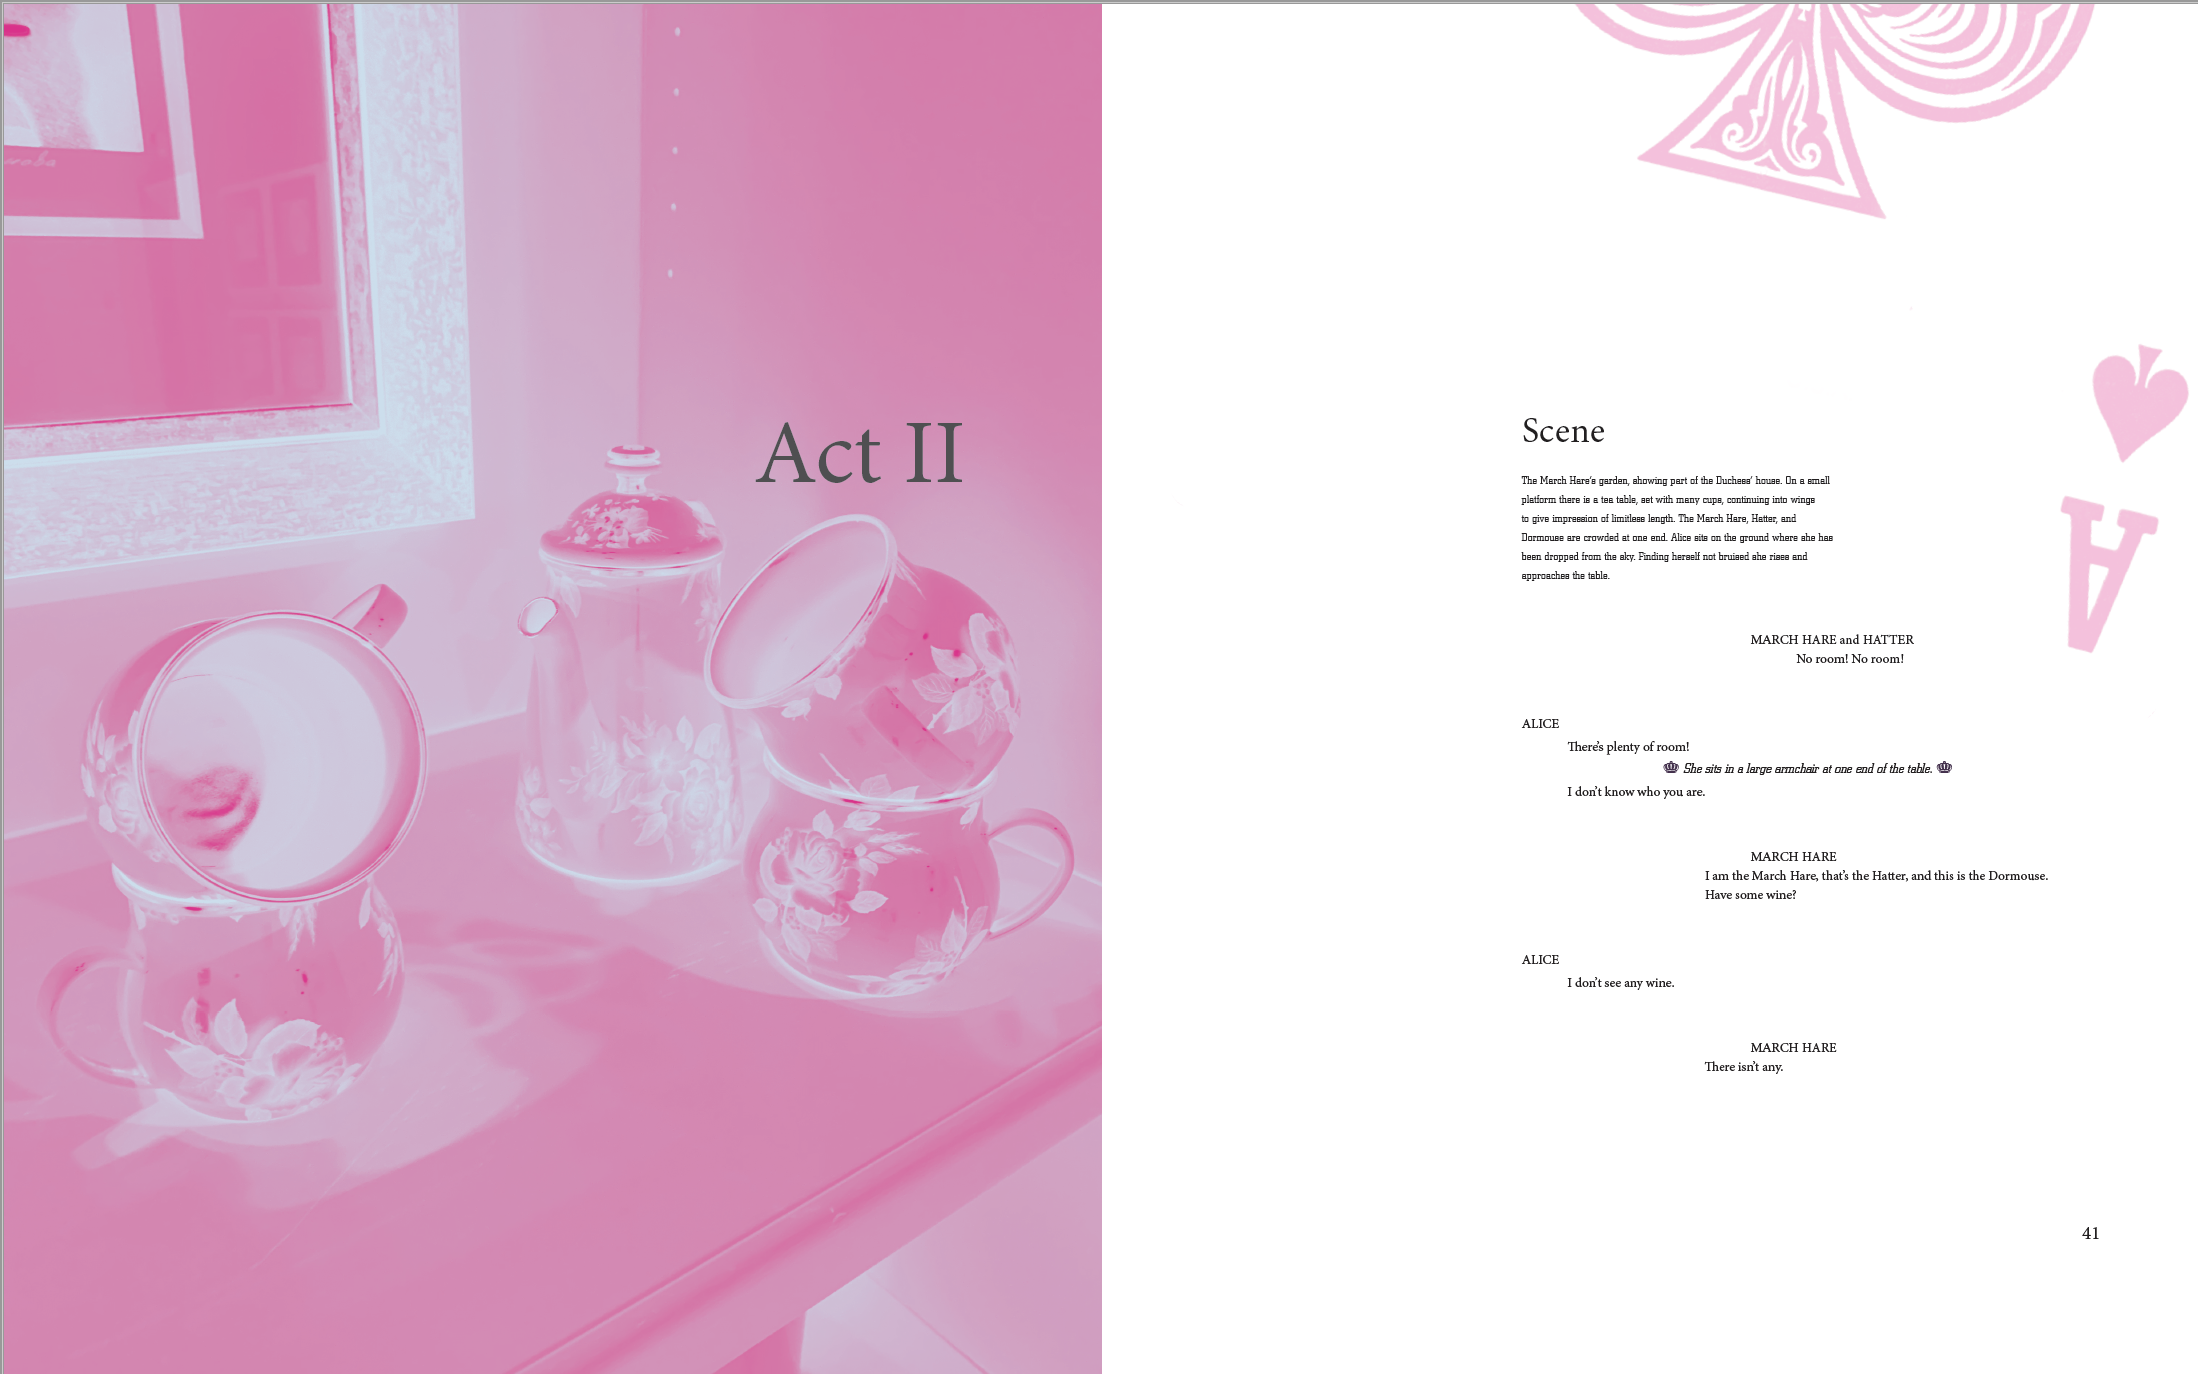 Act II
A
Scene
The March Hare's garden, showing part of the Duchess' house. On a small
platform there is a tea table, set with many cups, continuing into wings
to give impression of limitless length. The March Hare, Hatter, and
Dormouse are crowded at one end. Alice sits on the ground where she has
been dropped from the sky. Finding herself not bruised she rises and
approaches the table.
MARCH HARE and HATTER
No room! No room!
ALICE
There's plenty of room!
She sits in a large armchair at one end of the table.
I don't know who you are.
MARCH HARE
I am the March Hare, that's the Hatter, and this is the Dormouse.
Have some wine?
ALICE
I don't see any wine.
MARCH HARE
There isn't any.
41